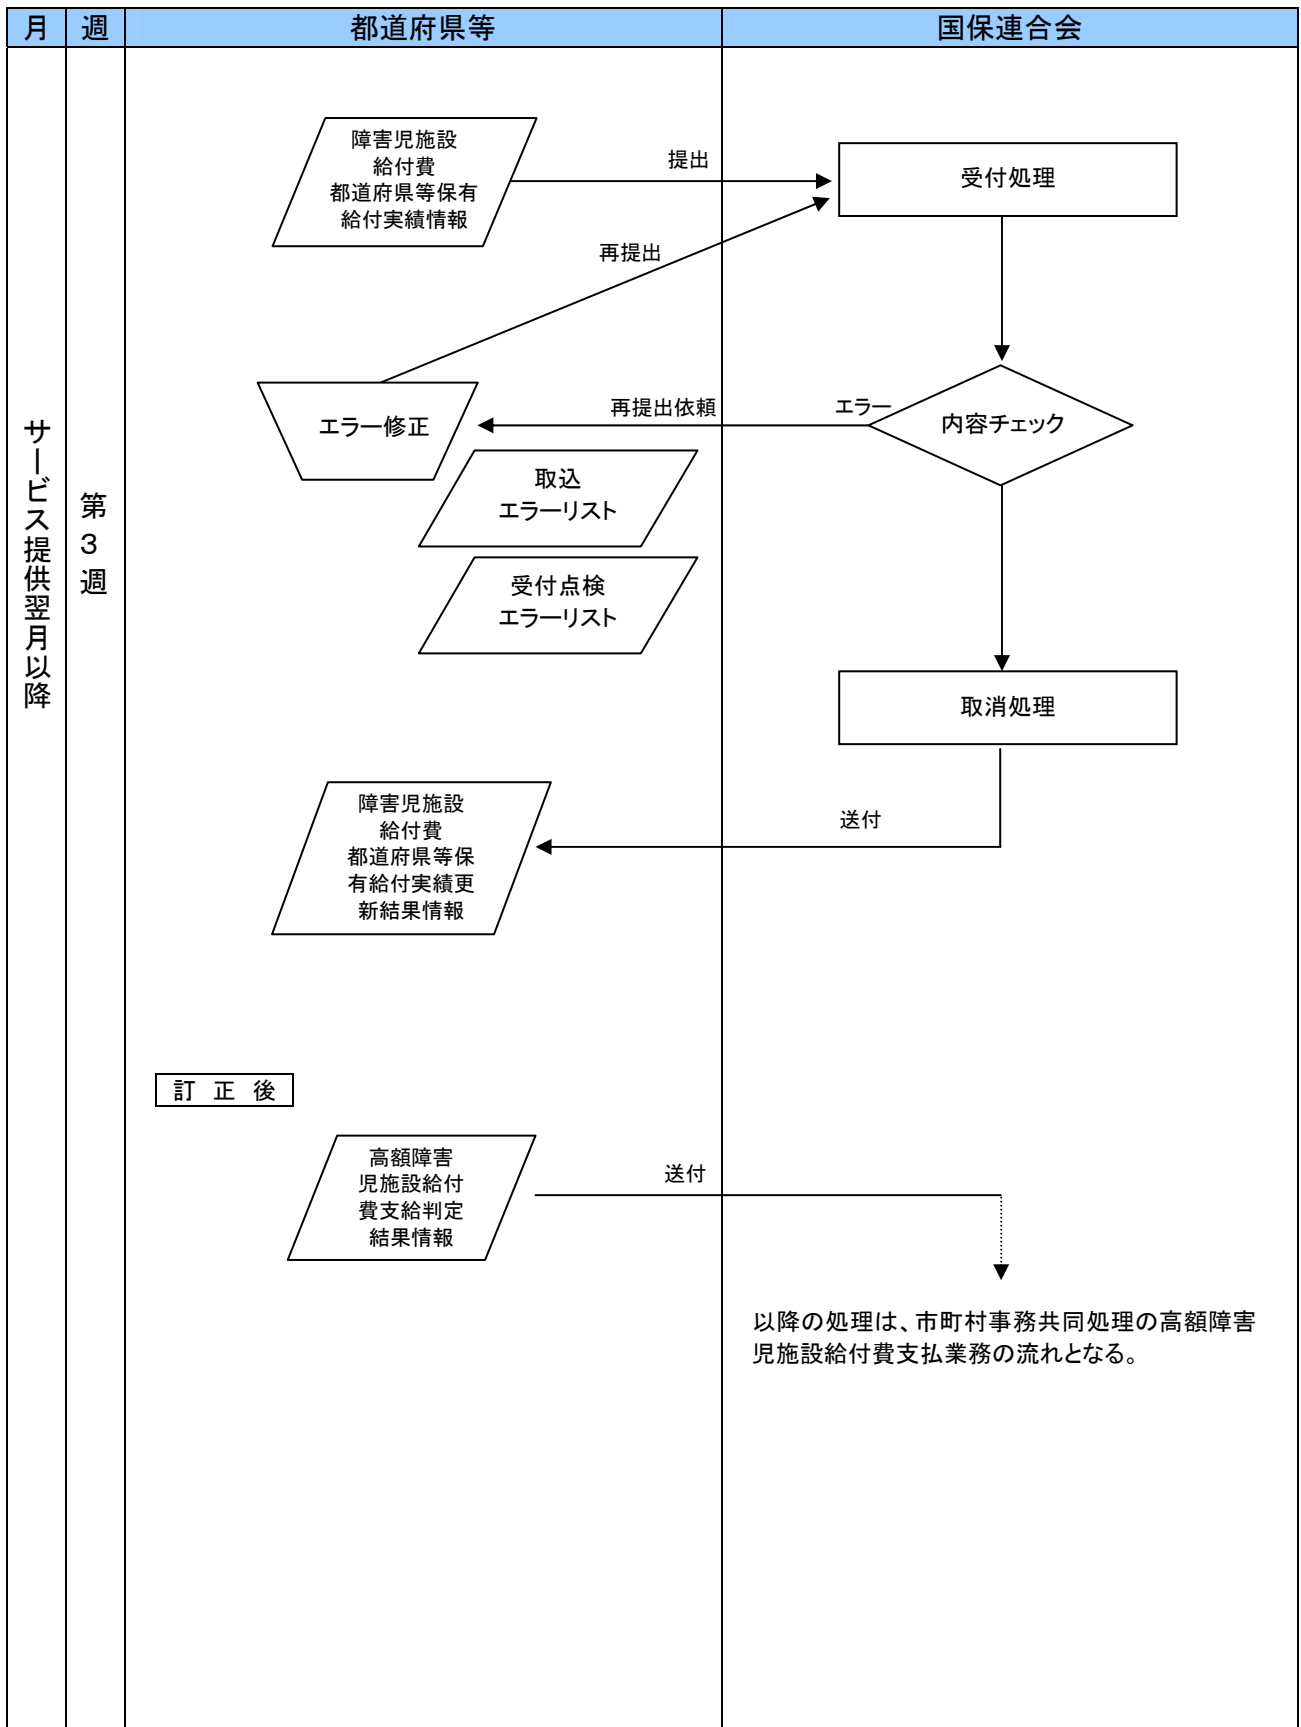 月 週 都道府県等 国保連合会
サービス提供翌月以降
第
3
週
障害児施設
給付費
都道府県等保有
給付実績情報
提出
受付処理
再提出
エラー修正
再提出依頼
エラー
内容チェック
取込
エラーリスト
受付点検
エラーリスト
取消処理
障害児施設
給付費
都道府県等保
有給付実績更
新結果情報
送付
訂 正 後
高額障害
児施設給付
費支給判定
結果情報
送付
以降の処理は、市町村事務共同処理の高額障害
児施設給付費支払業務の流れとなる。